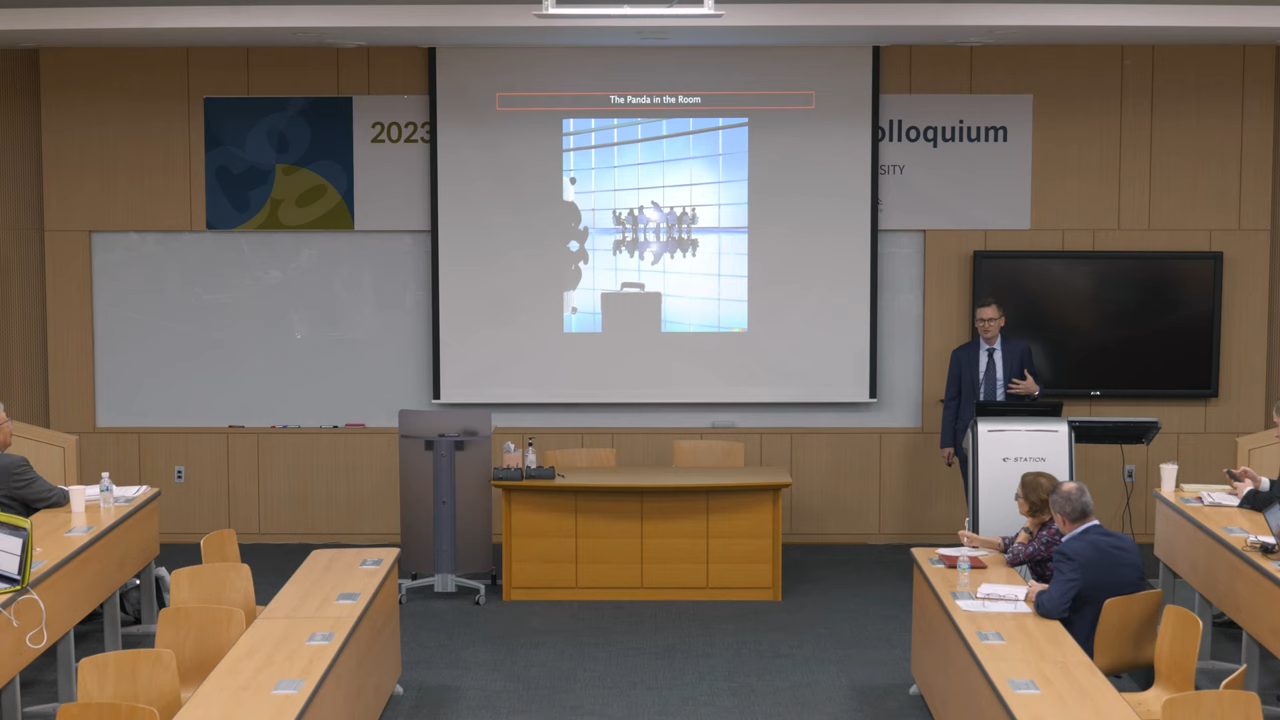 The Panda in the Room
2023
olloquium
SITY
STATION